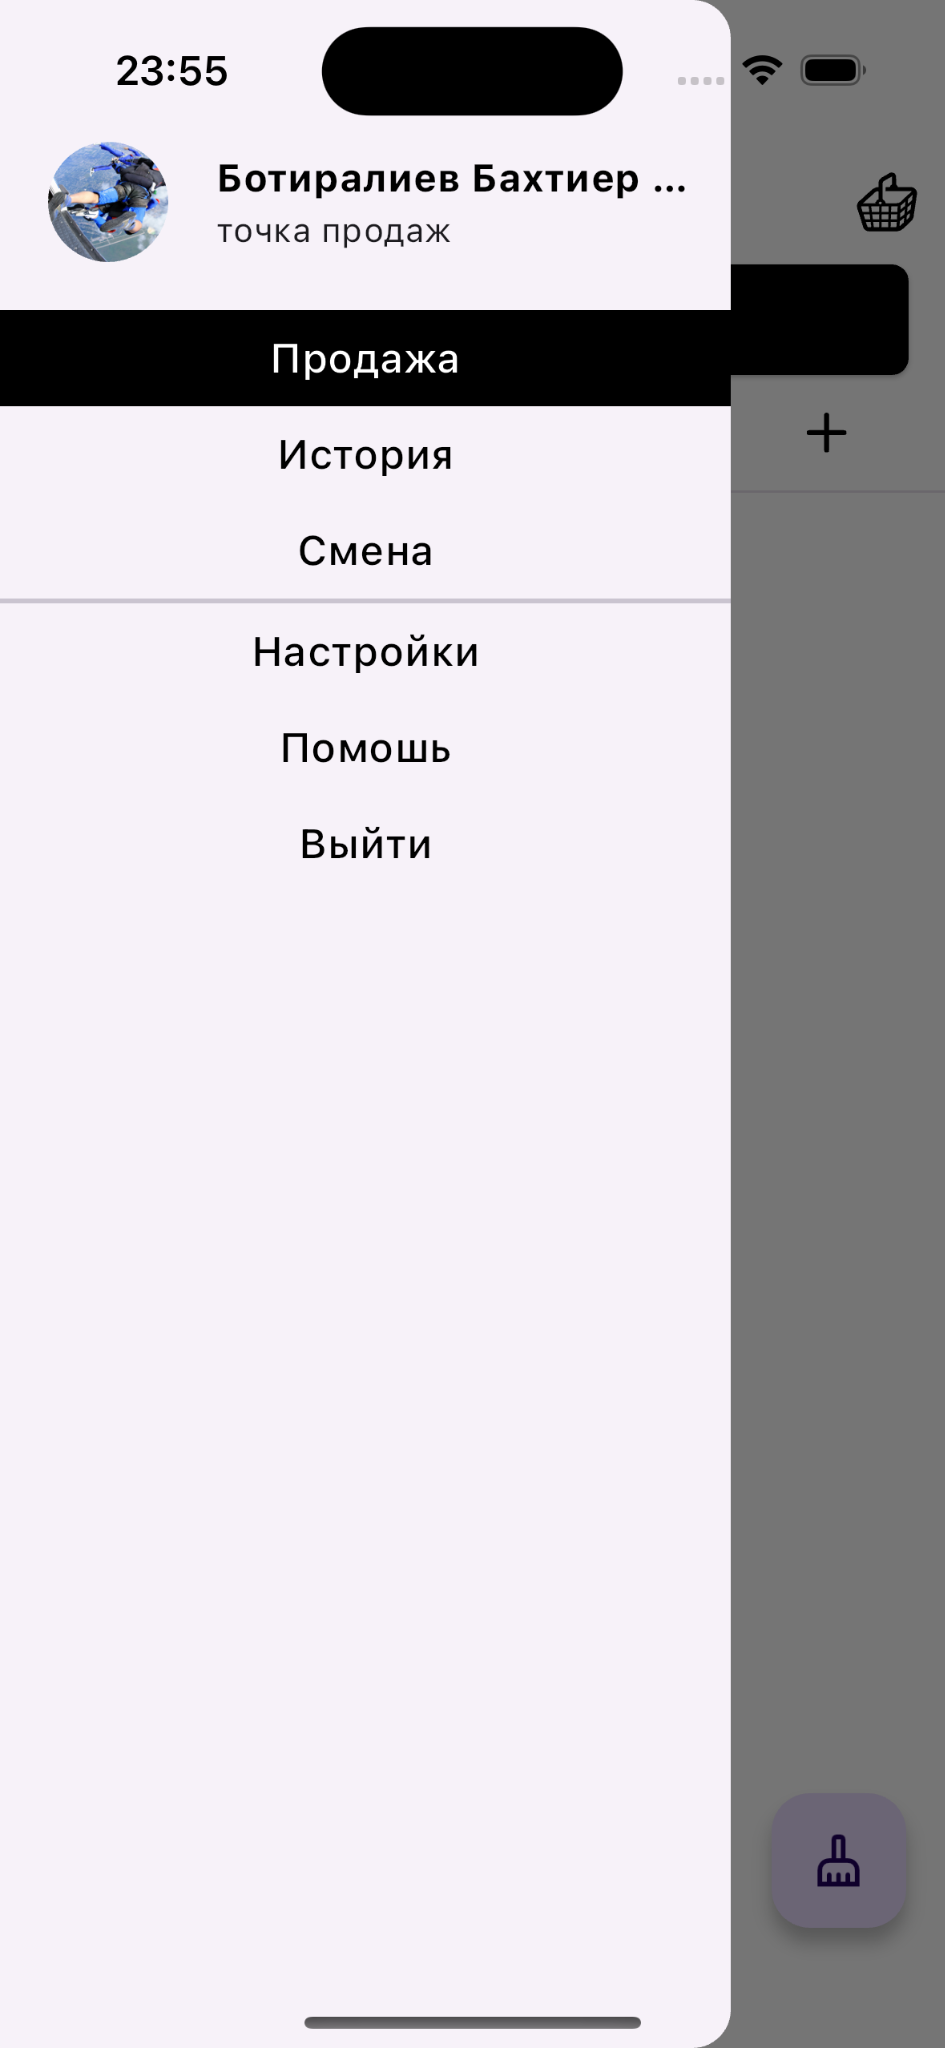 23:55
Ботиралиев Бахтиер ...
точка продаж
Продажа
История
Смена
Настройки
Помошь
Выйти